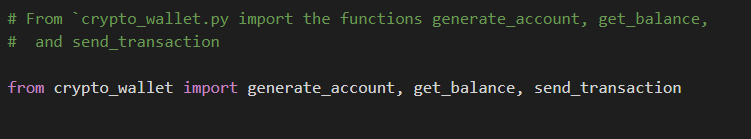 # From `crypto_wallet.py import the functions generate_account, get_balance,
#  and send_transaction
from crypto_wallet import generate_account, get_balance, send_transaction